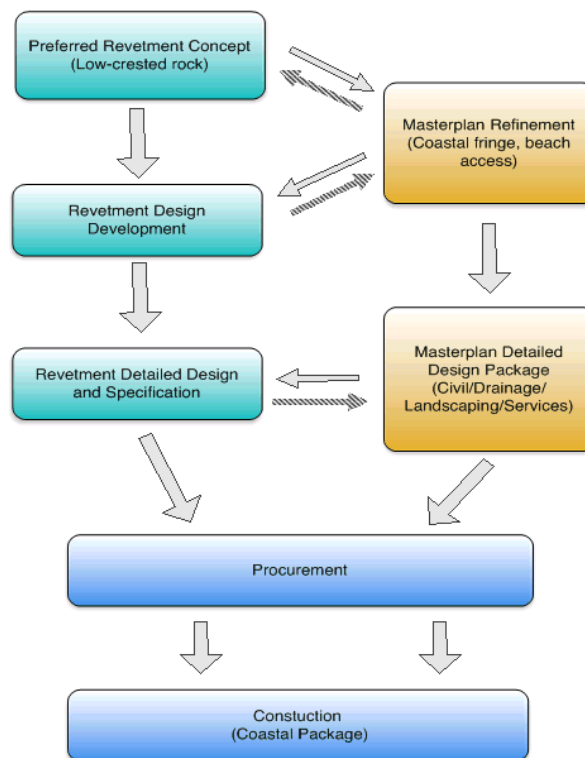 Preferred Revetment Concept
(Low-crested rock)
Masterplan Refinement
(Coastal fringe, beach
access)
Revetment Design
Development
Revetment Detailed Design
and Specification
Masterplan Detailed
Design Package
(Civil/Drainage/
Landscaping/Services)
Procurement
Constuction
(Coastal Package)